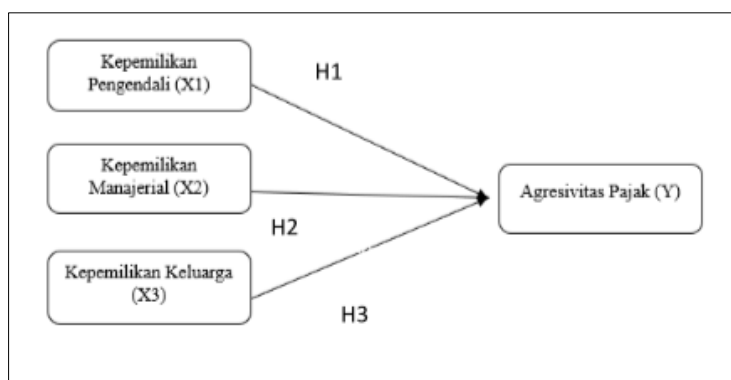 Kepemilikan
Pengendali (X1)
H1
Kepemilikan
Manajerial (X2)
H2
Agresivitas Pajak (Y)
Kepemilikan Keluarga
(X3)
H3